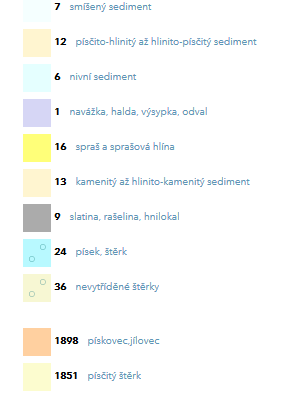 7 smíšený sediment
12 písčito-hlinitý až hlinito-písčitý sediment
6 nivní sediment
1 navážka, halda, výsypka, odval
16 spraš a sprašová hlína
13 kamenitý až hlinito-kamenitý sediment
9 slatina, rašelina, hnilokal
24 písek, štěrk
36 nevytříděné štěrky
1898 pískovec,jílovec
1851 písčitý štěrk